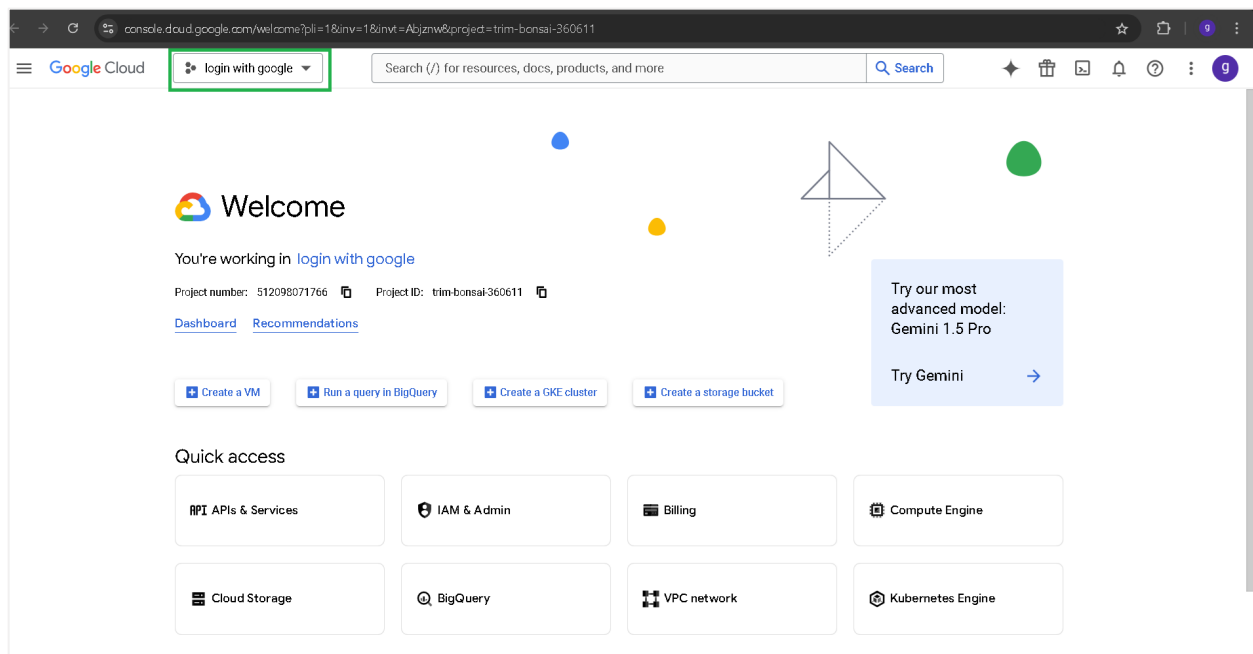 console.cloud.google.com/welcome?pli=1&inv=1&invt=Abjznw&project=trim-bonsai-360611
g
Google Cloud
login with google
Search (/) for resources, docs, products, and more
Search
g
Welcome
You're working in login with google
Project number: 512098071766 Project ID: trim-bonsai-360611
Dashboard Recommendations
Try our most
advanced model:
Gemini 1.5 Pro
Try Gemini
Create a VM
Run a query in BigQuery
Create a GKE cluster
Create a storage bucket
Quick access
API APIs & Services
IAM & Admin
Billing
Compute Engine
Cloud Storage
BigQuery
VPC network
Kubernetes Engine